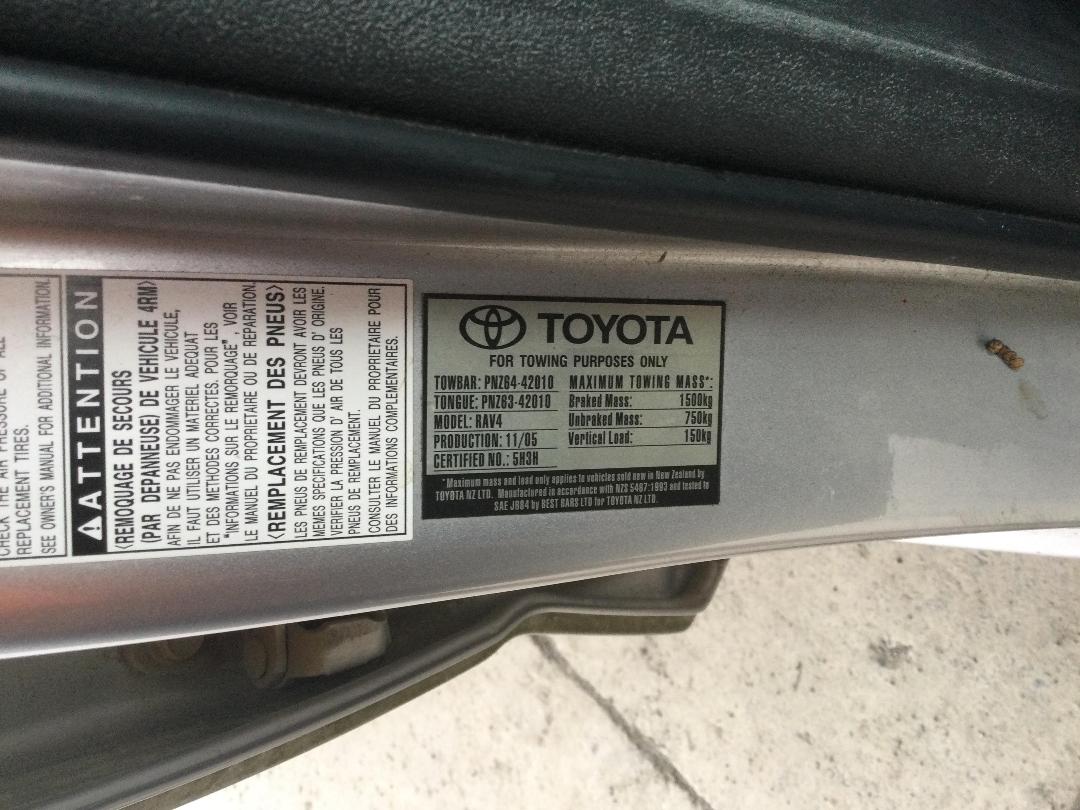 CHECK THE AIR PRESSURE OF ALL
REPLACEMENT TIRES.
SEE OWNER'S MANUAL FOR ADDITIONAL INFORMATION.
ATTENTION
<REMOQUAGE DE SECOURS
(PAR DEPANNEUSE) DE VEHICULE 4RM>
AFIN DE NE PAS ENDOMMAGER LE VEHICULE,
IL FAUT UTILISER UN MATERIEL ADEQUAT
ET DES METHODES CORRECTES. POUR LES
"INFORMATIONS SUR LE REMORQUAGE", VOIR
LE MANUEL DU PROPRIETAIRE OU DE REPARATION.
<REMPLACEMENT DES PNEUS>
LES PNEUS DE REMPLACEMENT DEVRONT AVOIR LES
MEMES SPECIFICATIONS QUE LES PNEUS D' ORIGINE.
VERIFIER LA PRESSION D' AIR DE TOUS LES
PNEUS DE REMPLACEMENT.
CONSULTER LE MANUEL DU PROPRIETAIRE POUR
DES INFORMATIONS COMPLEMENTAIRES.
TOYOTA
FOR TOWING PURPOSES ONLY
TOWBAR: PNZ64-42010
TONGUE: PNZ63-42010
MODEL: RAV4
PRODUCTION: 11/05
CERTIFIED NO.: 5H3H
MAXIMUM TOWING MASS*:
Braked Mass: 1500kg
Unbraked Mass: 750kg
Vertical Load: 150kg
*Maximum mass and load only applies to vehicles sold new in New Zealand by
TOYOTA NZ LTD. Manufactured in accordance with NZS 5467:1993 and tested to
SAE J684 by BEST BARS LTD for TOYOTA NZ LTD.